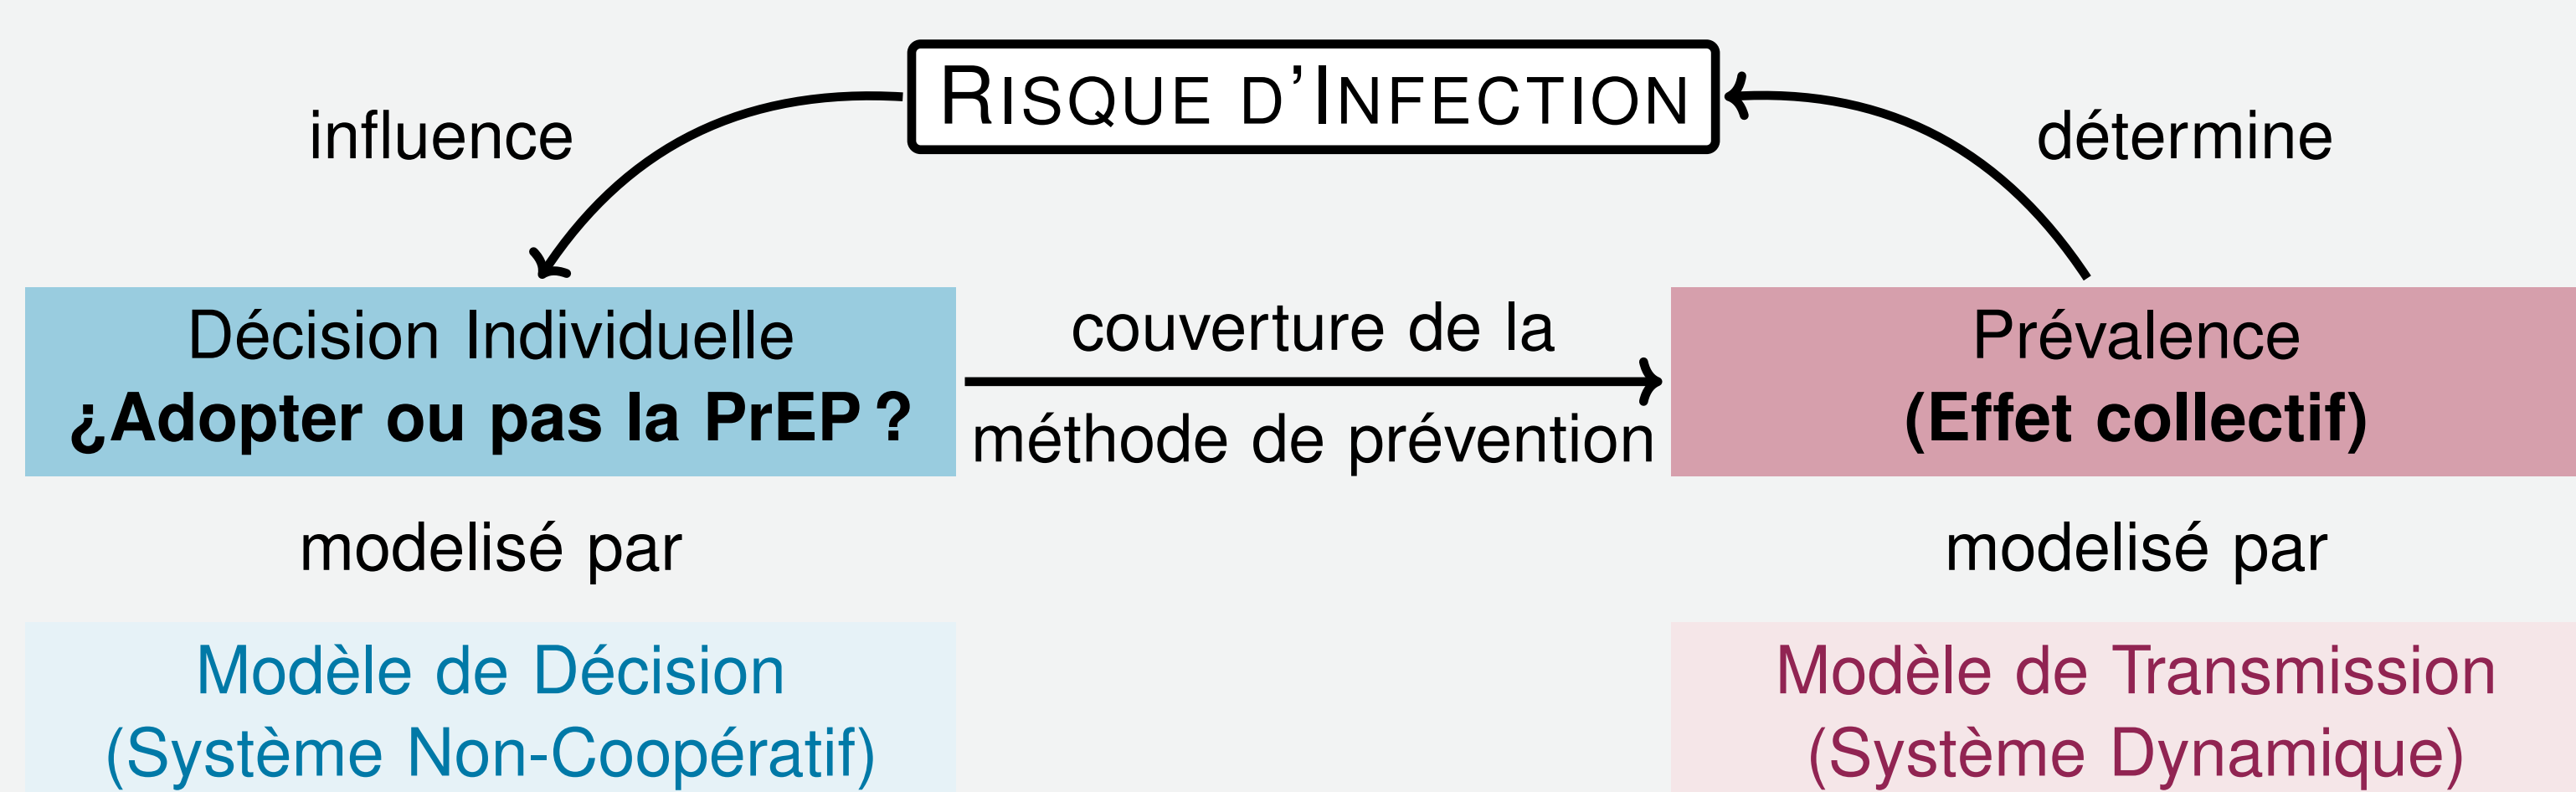 RISQUE D'INFECTION
influence
détermine
Décision Individuelle
¿Adopter ou pas la PrEP ?
couverture de la
méthode de prévention
Prévalence
(Effet collectif)
modelisé par
modelisé par
Modèle de Décision
(Système Non-Coopératif)
Modèle de Transmission
(Système Dynamique)